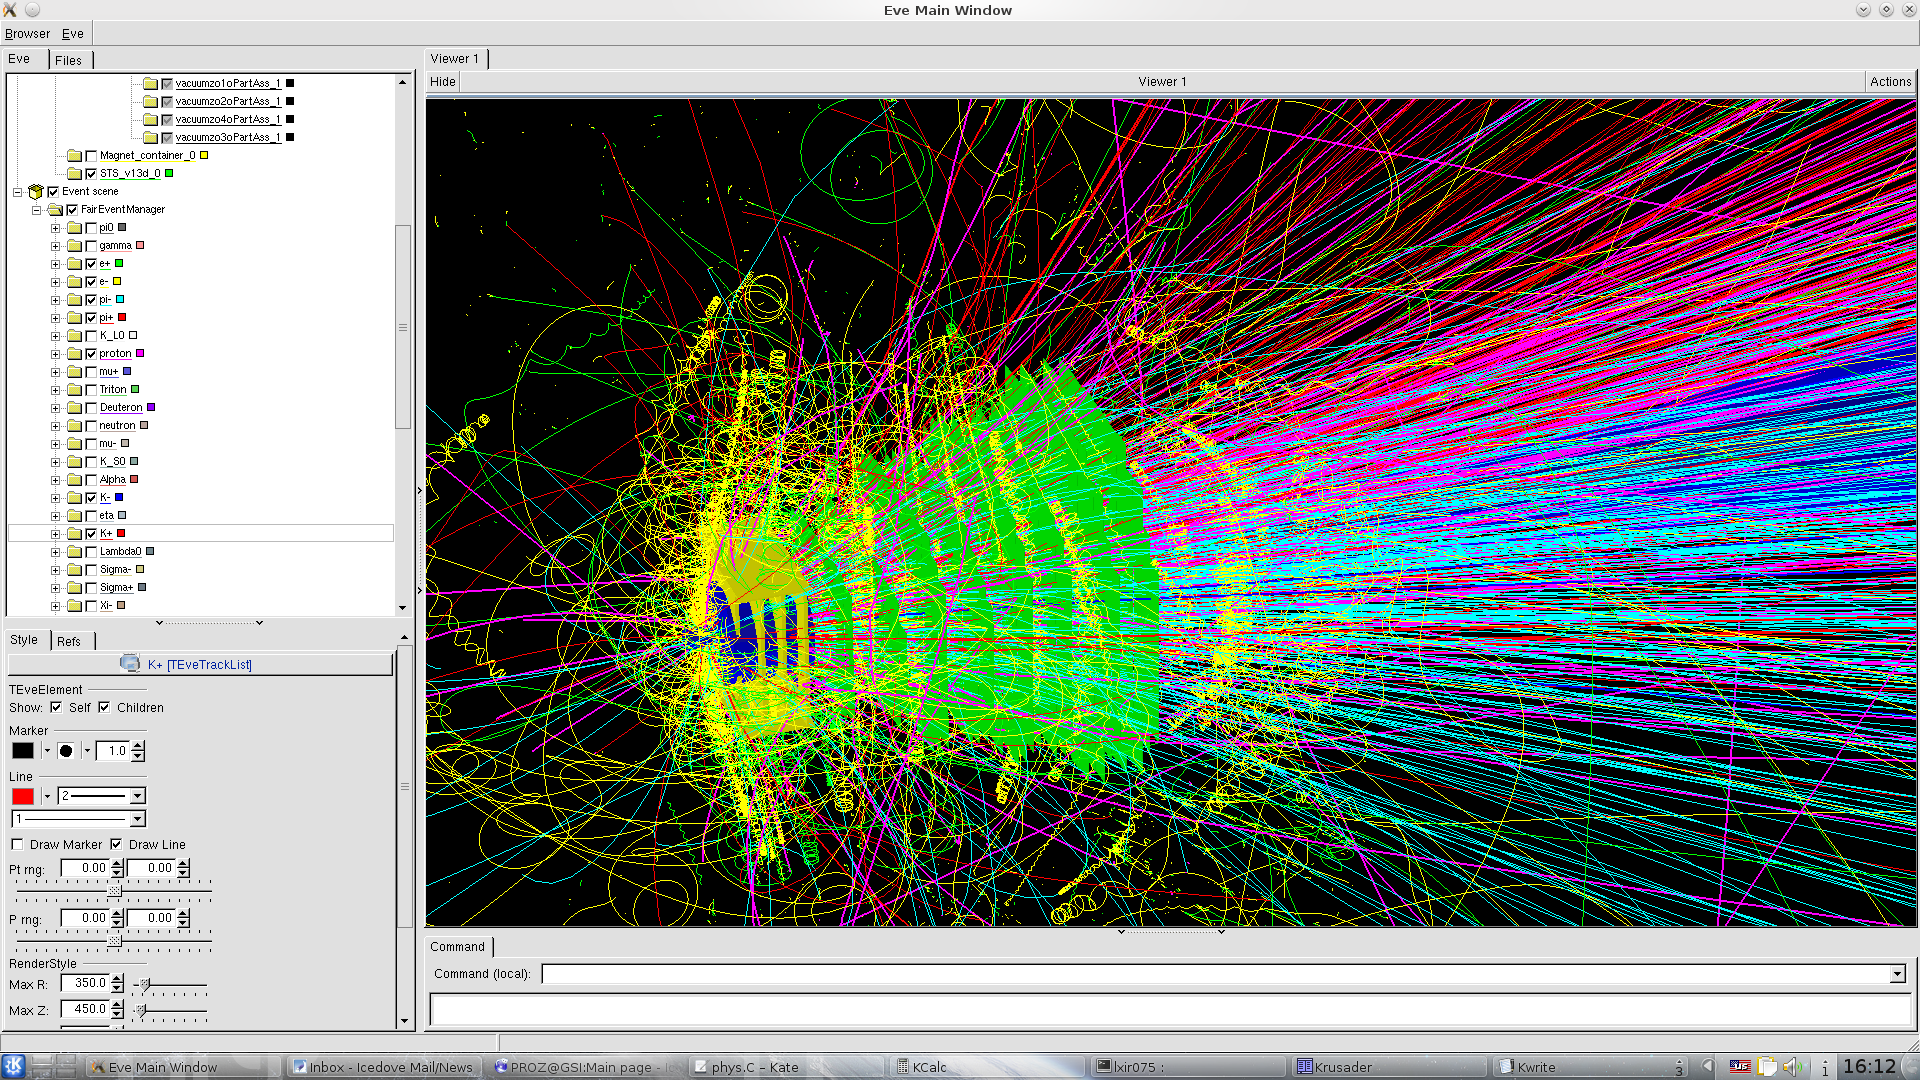 Eve Main Window
Browser Eve
Eve Files
vacuumzo1oPartAss_1
vacuumzo2oPartAss_1
vacuumzo4oPartAss_1
vacuumzo3oPartAss_1
Magnet_container_0
STS_v13d_0
Event scene
FairEventManager
pi0
gamma
e+
e-
pi-
pi+
K_L0
proton
mu+
Triton
Deuteron
neutron
mu-
K_S0
Alpha
K-
eta
K+
Lambda0
Sigma-
Sigma+
Xi-
Style Refs
K+ [TEveTrackList]
TEveElement
Show: Self Children
Marker
1.0
Line
2
1
Draw Marker Draw Line
Pt rng: 0.00 0.00
P rng: 0.00 0.00
RenderStyle
Max R: 350.0
Max Z: 450.0
Viewer 1
Hide Viewer 1 Actions
Command
Command (local):
Eve Main Window
Inbox - Icedove Mail/News
PROZ@GSI:Main page - Ic
phys.C – Kate
KCalc
lxir075 :
Krusader
Kwrite
3
US
i
1
16:12